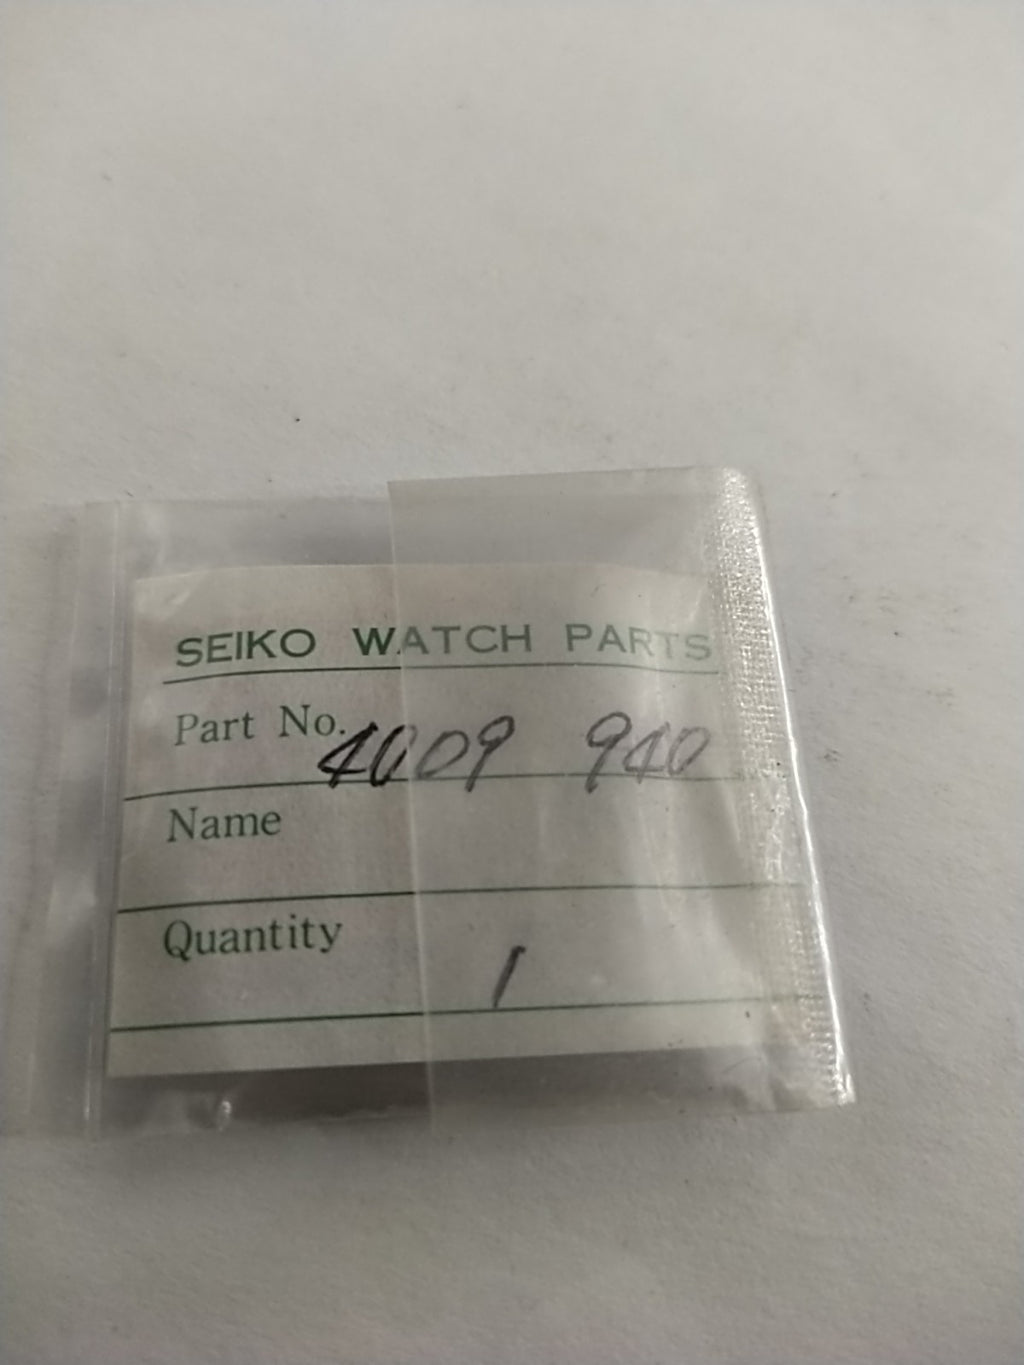 SEIKO WATCH PARTS
Part No. 4009 940
Name
Quantity 1